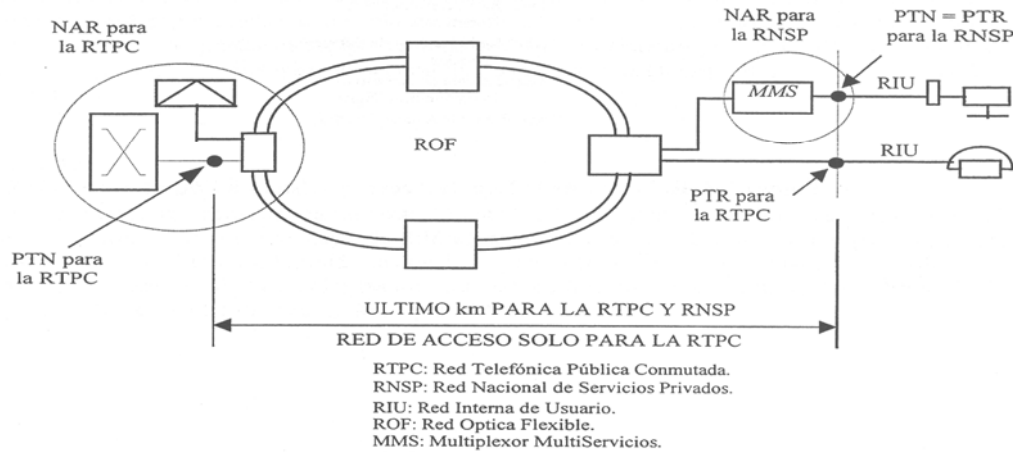 NAR para
la RTPC
NAR para
la RNSP
PTN = PTR
para la RNSP
MMS
RIU
ROF
RIU
PTR para
la RTPC
PTN para
la RTPC
ULTIMO km PARA LA RTPC Y RNSP
RED DE ACCESO SOLO PARA LA RTPC
RTPC: Red Telefónica Pública Conmutada.
RNSP: Red Nacional de Servicios Privados.
RIU: Red Interna de Usuario.
ROF: Red Optica Flexible.
MMS: Multiplexor MultiServicios.